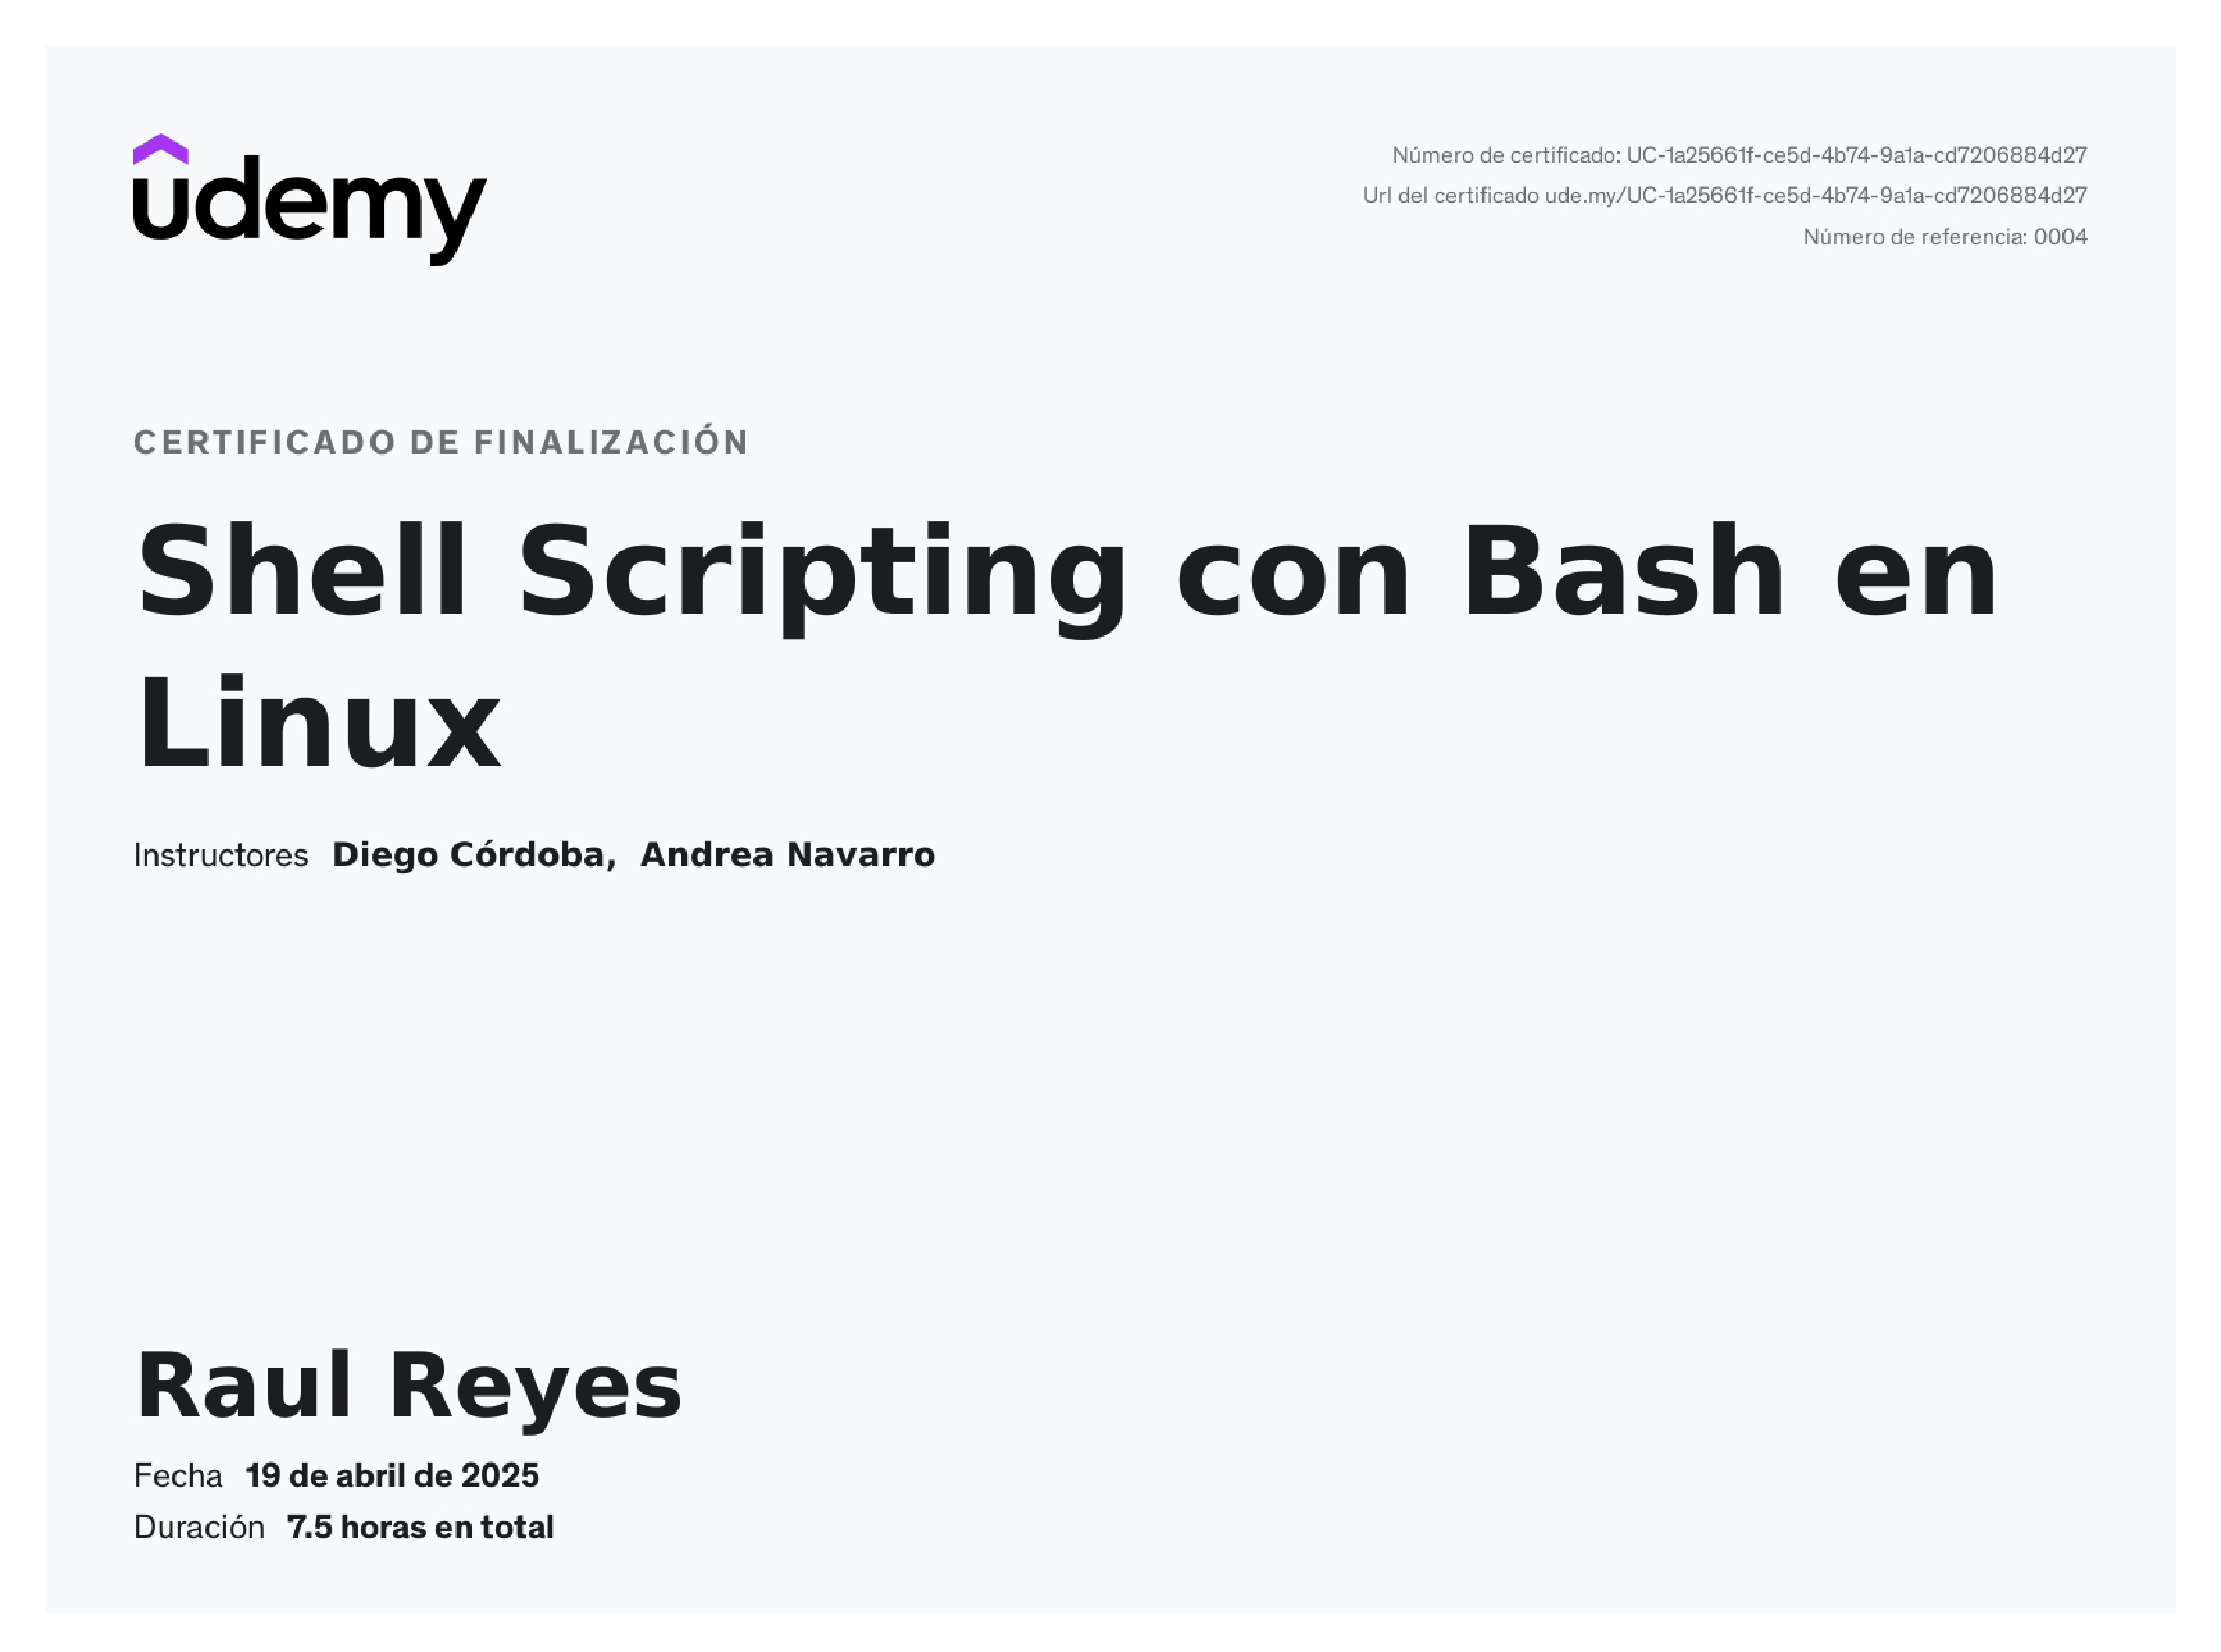 udemy
Número de certificado: UC-1a25661f-ce5d-4b74-9a1a-cd7206884d27
Url del certificado ude.my/UC-1a25661f-ce5d-4b74-9a1a-cd7206884d27
Número de referencia: 0004
CERTIFICADO DE FINALIZACIÓN
Shell Scripting con Bash en
Linux
Instructores Diego Córdoba, Andrea Navarro
Raul Reyes
Fecha 19 de abril de 2025
Duración 7.5 horas en total